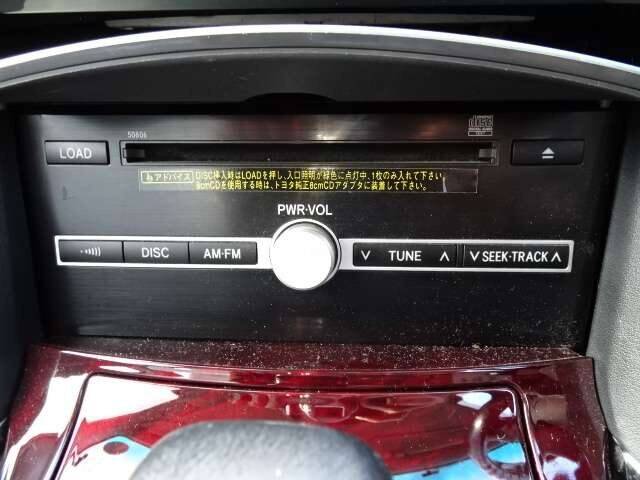 50806
LOAD
DISC挿入時はLOADを押し、入口照明が緑色に点灯中、1枚のみ入れて下さい。
アドバイス
8cmCDを使用する時は、トヨタ純正8cmCDアダプタに装着して下さい。
PWR·VOL
DISC
AM·FM
∨ TUNE ∧
∨ SEEK·TRACK ∧